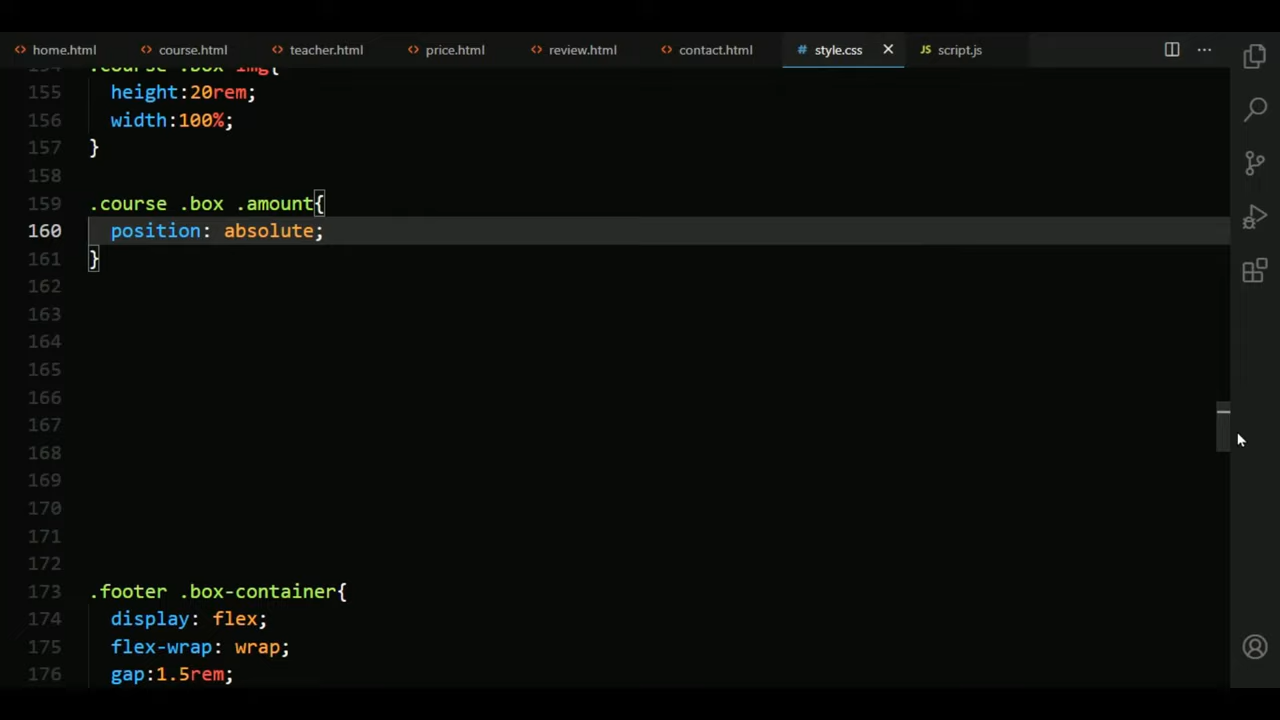 home.html course.html teacher.html price.html review.html contact.html # style.css JS script.js
154 .course .box img{
155 height:20rem;
156 width:100%;
157 }
158
159 .course .box .amount{
160 position: absolute;
161 }
162
163
164
165
166
167
168
169
170
171
172
173 .footer .box-container{
174 display: flex;
175 flex-wrap: wrap;
176 gap:1.5rem;